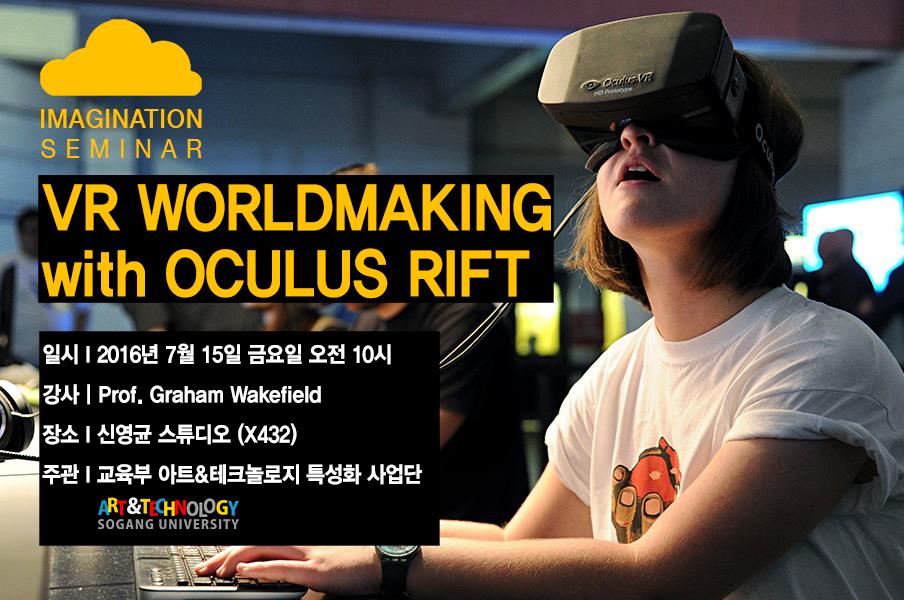 IMAGINATION
SEMINAR
VR WORLDMAKING
with OCULUS RIFT
일시 I 2016년 7월 15일 금요일 오전 10시
강사 | Prof. Graham Wakefield
장소 I 신영균 스튜디오 (X432)
주관 I 교육부 아트&테크놀로지 특성화 사업단
ART&TECHNOLOGY
SOGANG UNIVERSITY
Oculus VR
HD Prototype